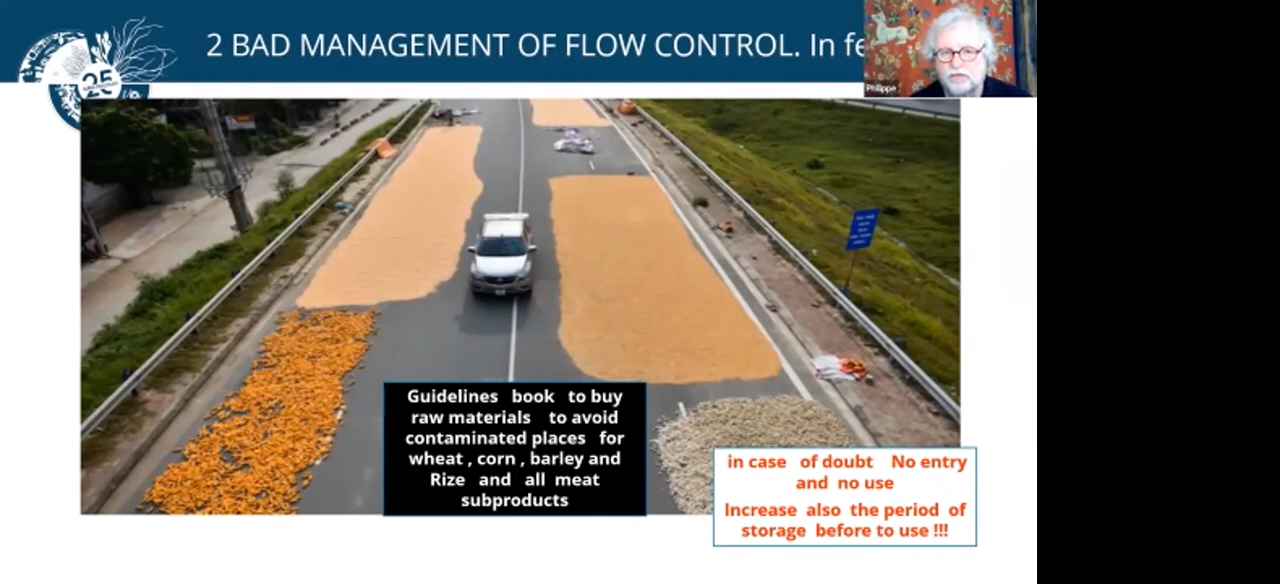 2 BAD MANAGEMENT OF FLOW CONTROL. In fe
Philippe
25
Guidelines book to buy
raw materials to avoid
contaminated places for
wheat , corn , barley and
Rize and all meat
subproducts
in case of doubt No entry
and no use
Increase also the period of
storage before to use !!!